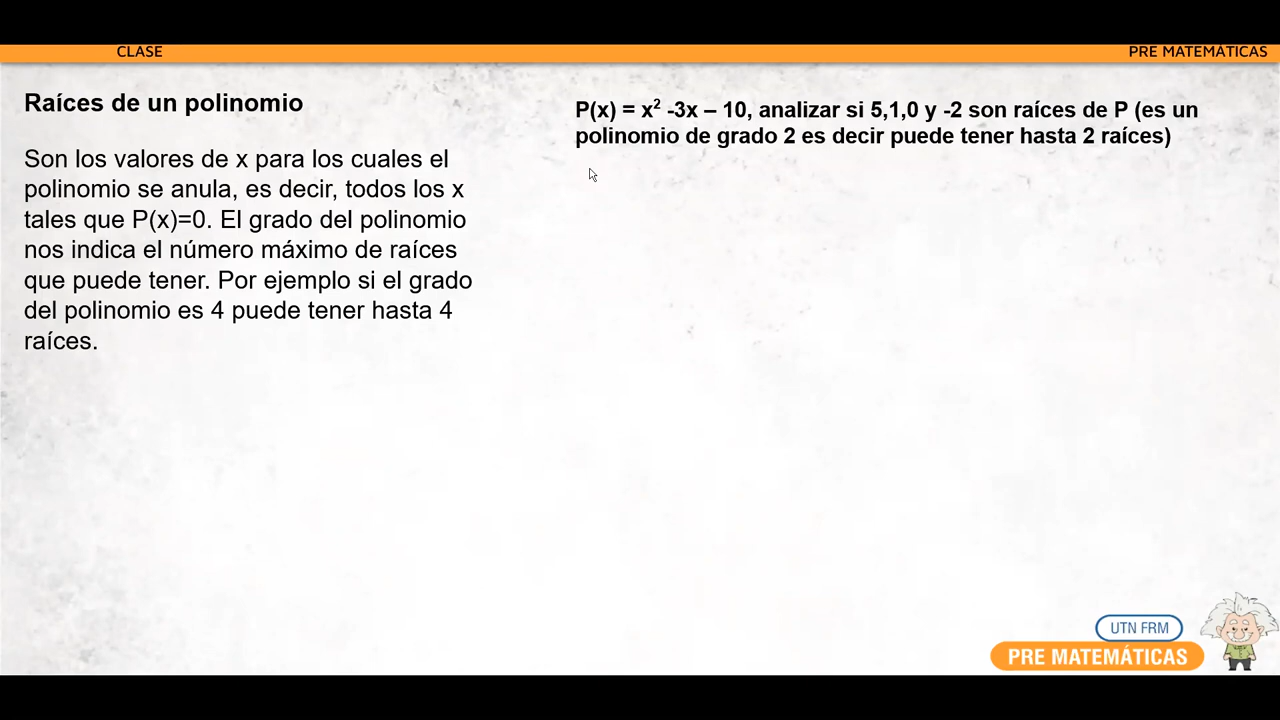 CLASE
PRE MATEMÁTICAS
Raíces de un polinomio
Son los valores de x para los cuales el
polinomio se anula, es decir, todos los x
tales que P(x)=0. El grado del polinomio
nos indica el número máximo de raíces
que puede tener. Por ejemplo si el grado
del polinomio es 4 puede tener hasta 4
raíces.
P(x) = x² -3x – 10, analizar si 5,1,0 y -2 son raíces de P (es un
polinomio de grado 2 es decir puede tener hasta 2 raíces)
UTN FRM
PRE MATEMÁTICAS